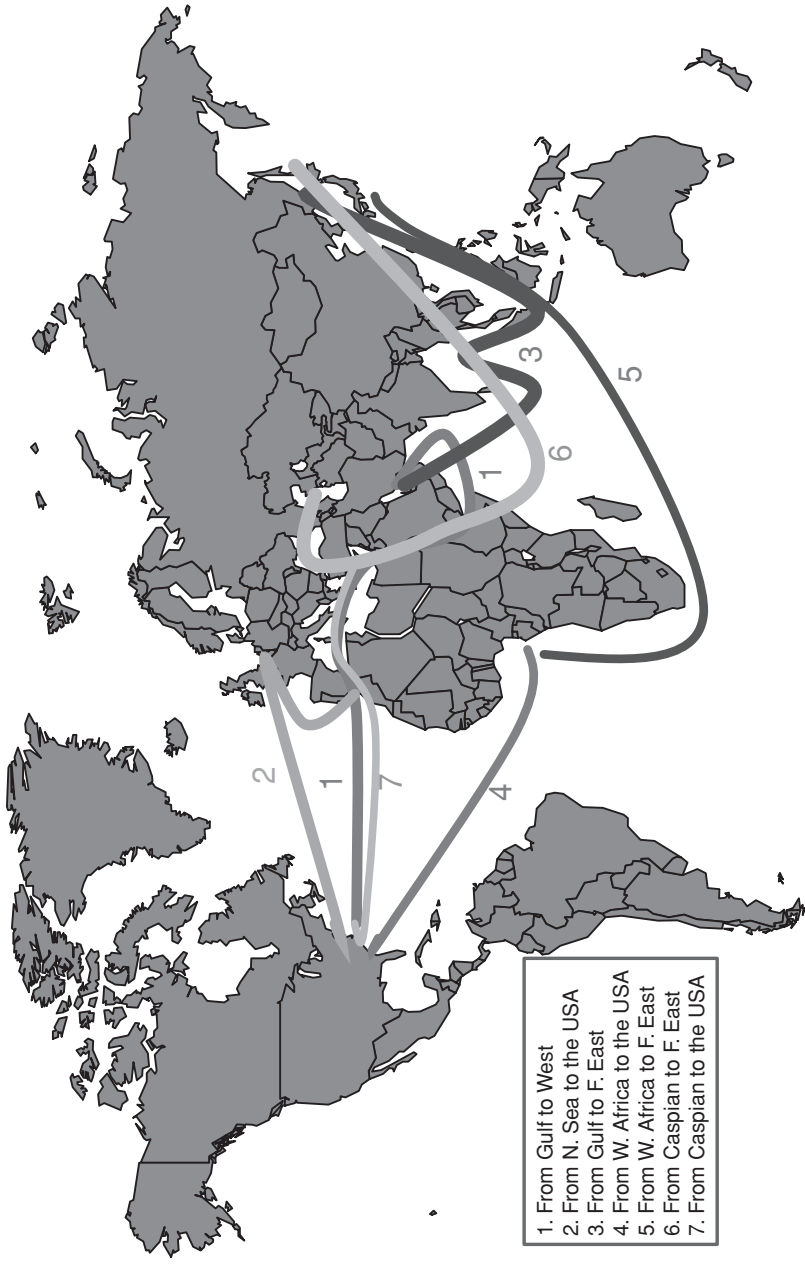 2
1
7
4
1
3
6
5
1. From Gulf to West
2. From N. Sea to the USA
3. From Gulf to F. East
4. From W. Africa to the USA
5. From W. Africa to F. East
6. From Caspian to F. East
7. From Caspian to the USA